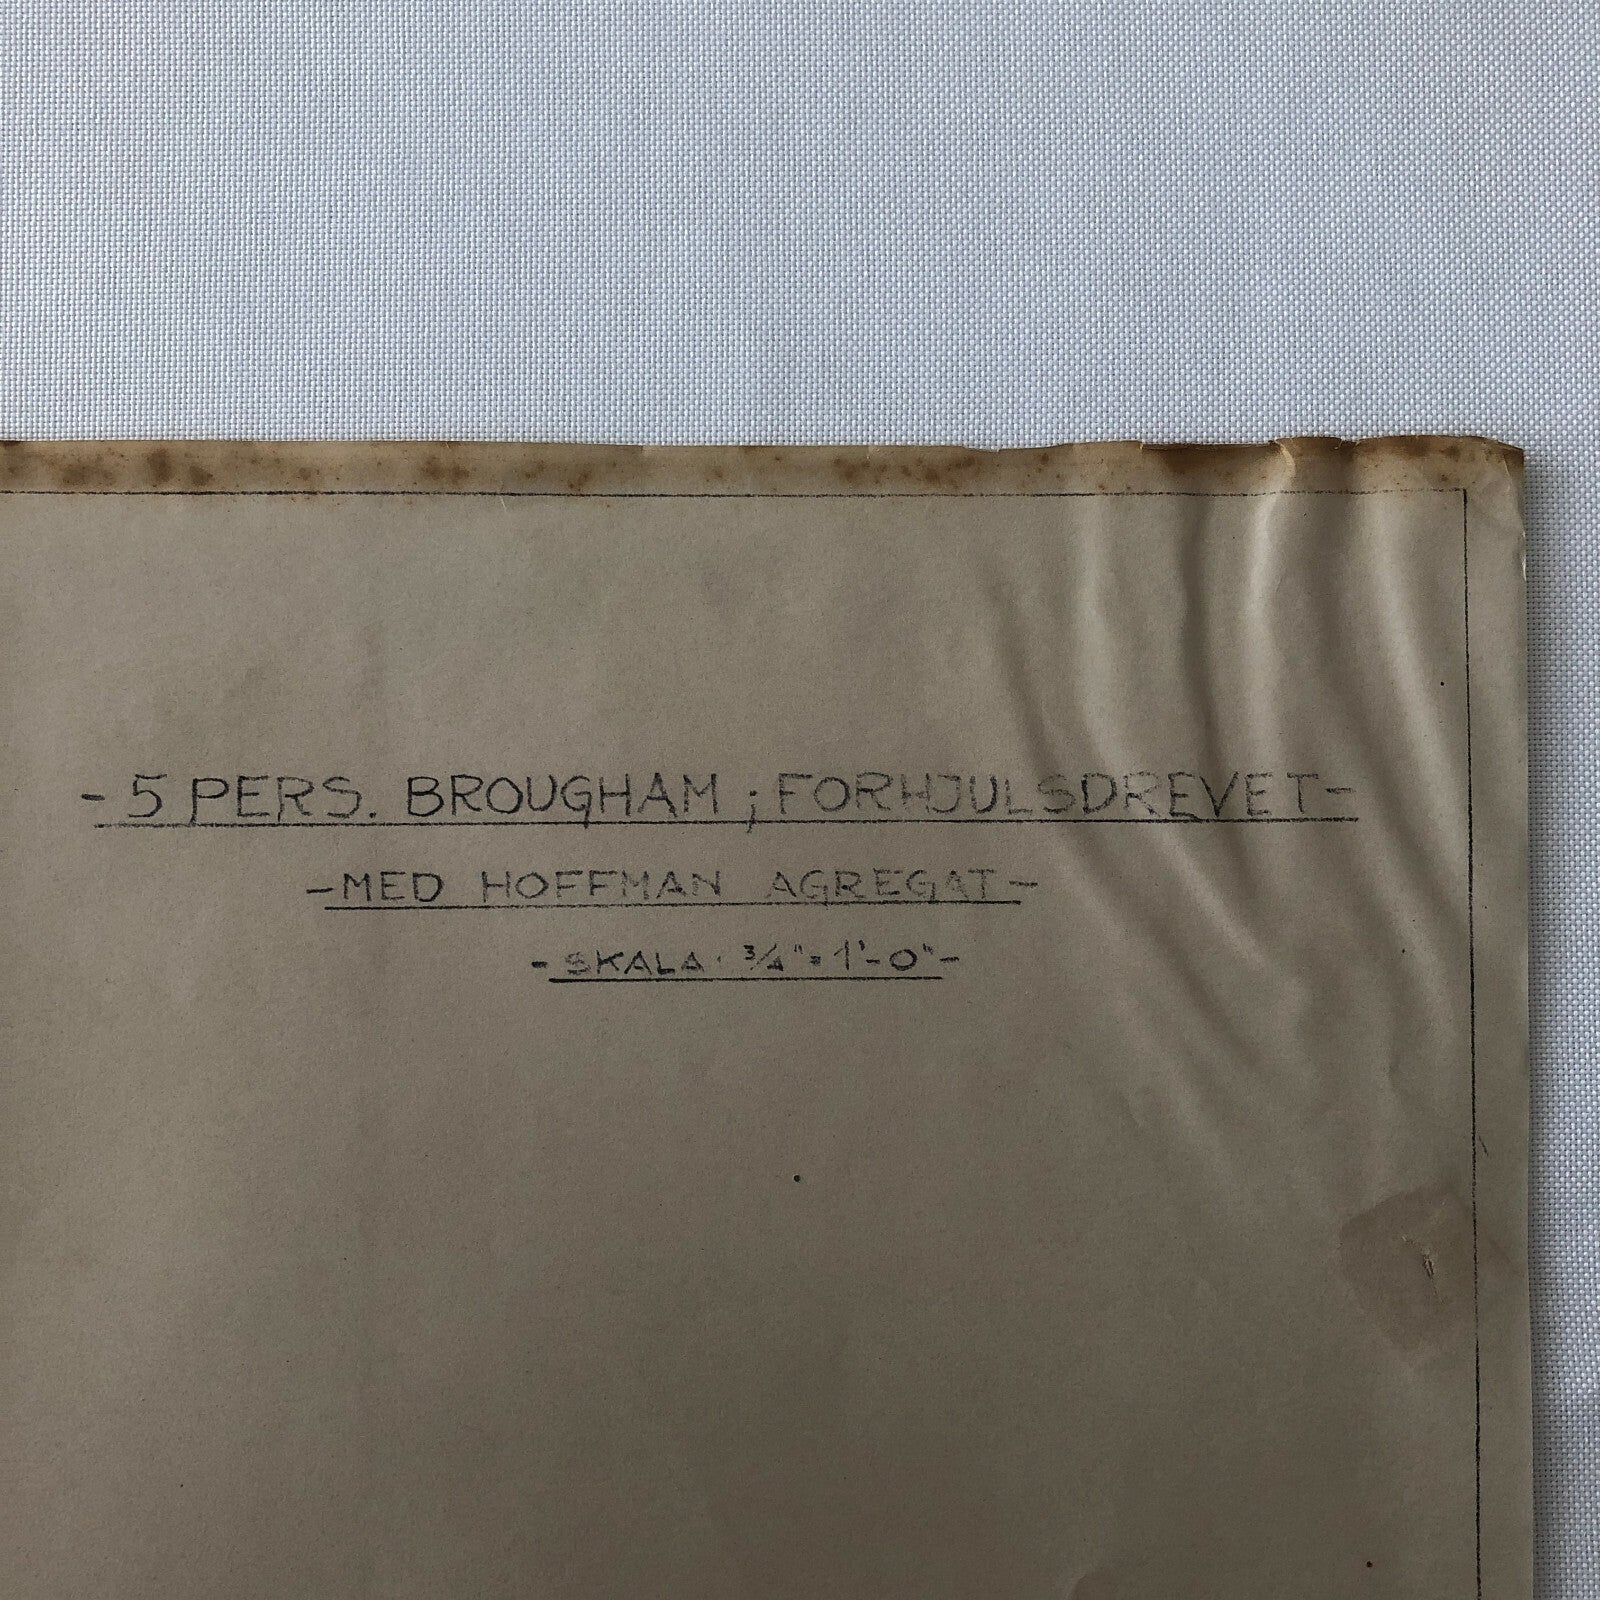 - 5 PERS. BROUGHAM ; FORHJULSDREVET -
- MED HOFFMAN AGREGAT -
- SKALA · 3/4" = 1'-0" -